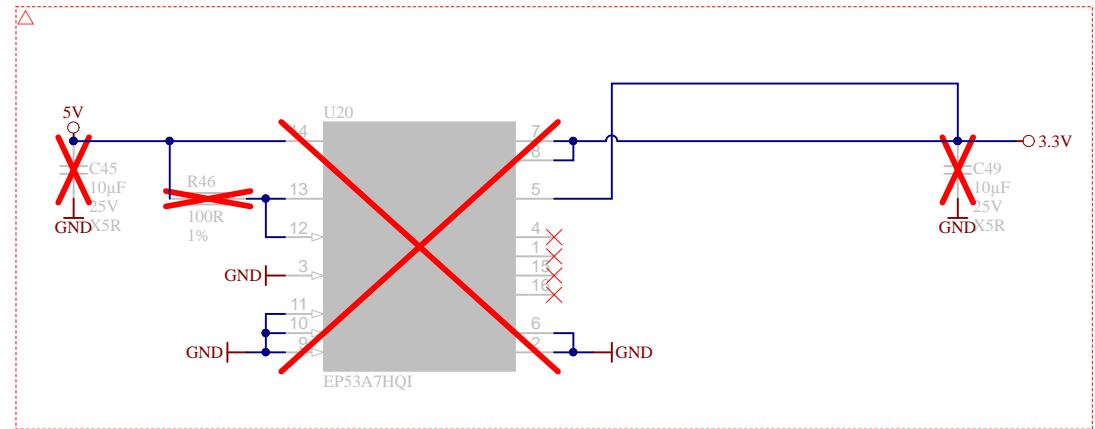 5V
C45
10µF
25V
X5R
GND
R46
100R
1%
U20
14
13
12
3
11
10
9
7
8
5
4
1
15
16
6
2
GND
GND
GND
EP53A7HQI
C49
10µF
25V
X5R
GND
3.3V